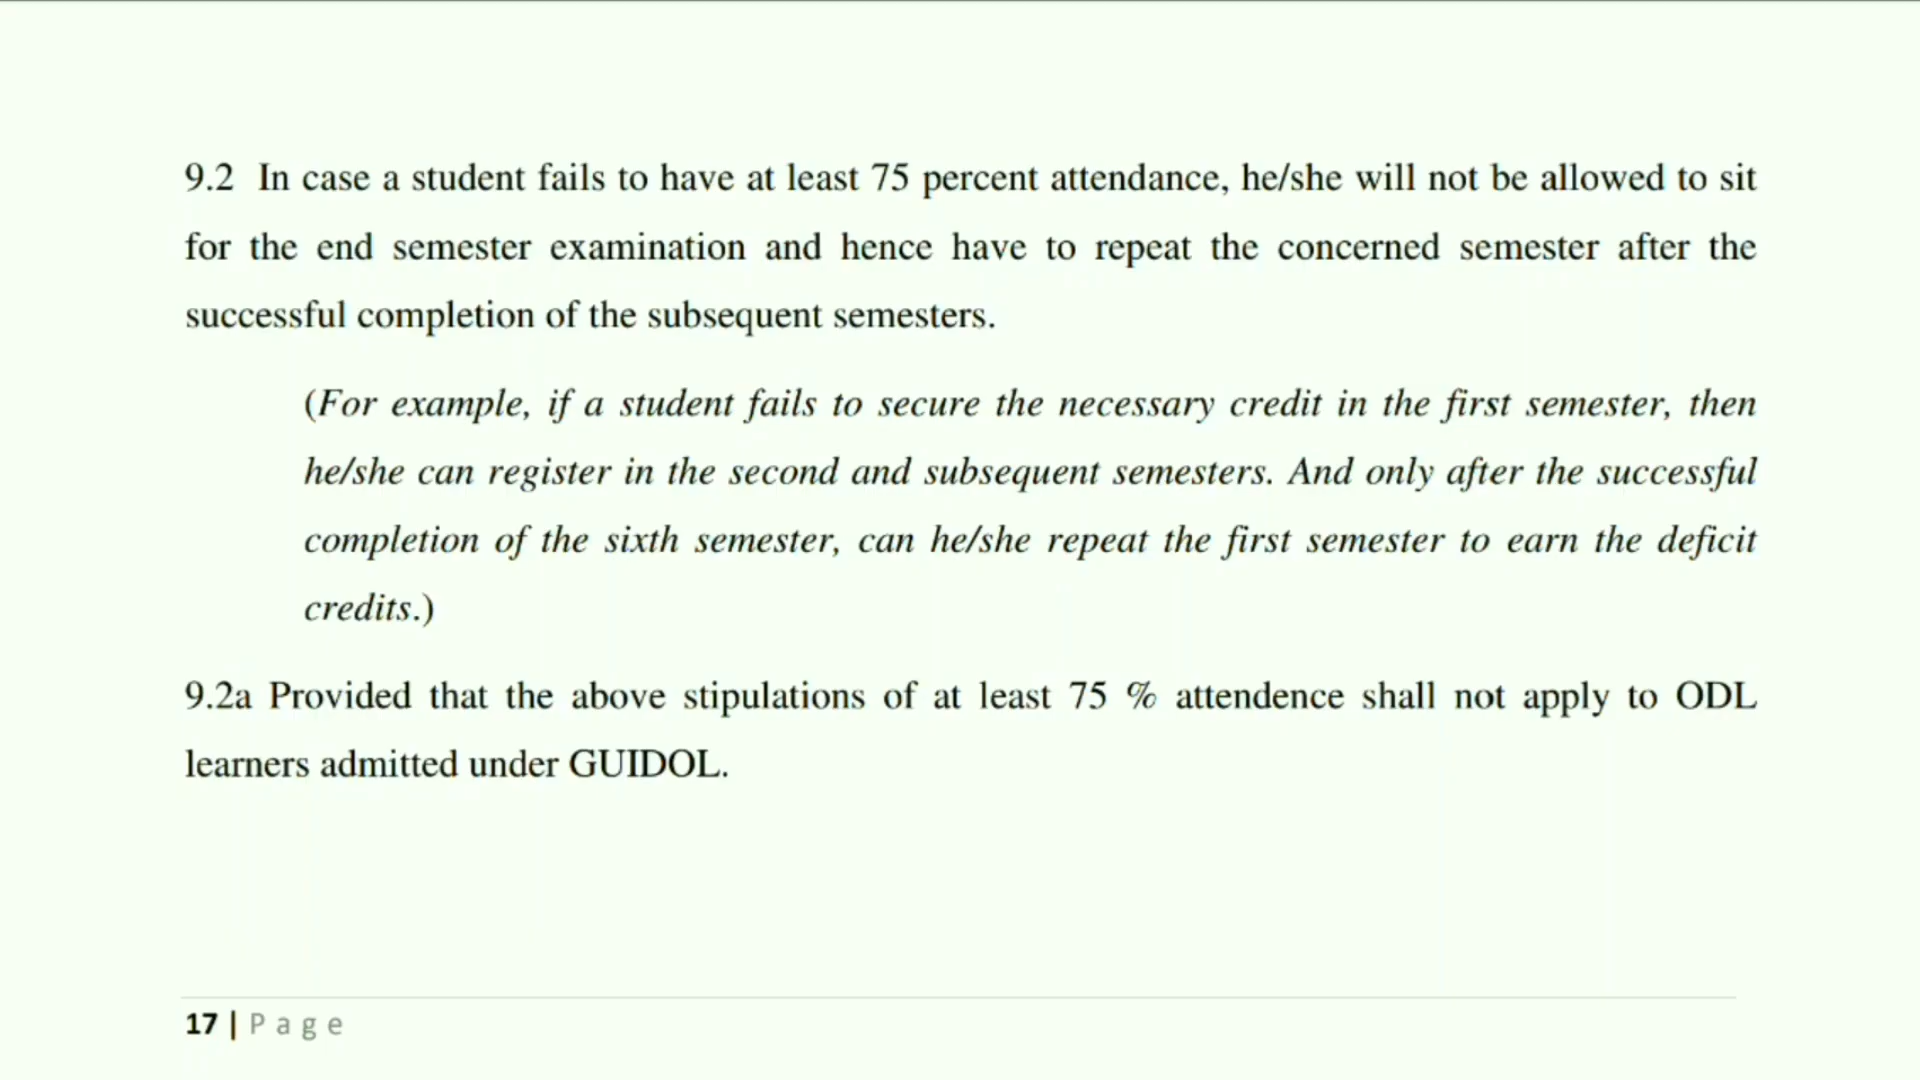 9.2 In case a student fails to have at least 75 percent attendance, he/she will not be allowed to sit
for the end semester examination and hence have to repeat the concerned semester after the
successful completion of the subsequent semesters.
(For example, if a student fails to secure the necessary credit in the first semester, then
he/she can register in the second and subsequent semesters. And only after the successful
completion of the sixth semester, can he/she repeat the first semester to earn the deficit
credits.)
9.2a Provided that the above stipulations of at least 75 % attendence shall not apply to ODL
learners admitted under GUIDOL.
17 | Page